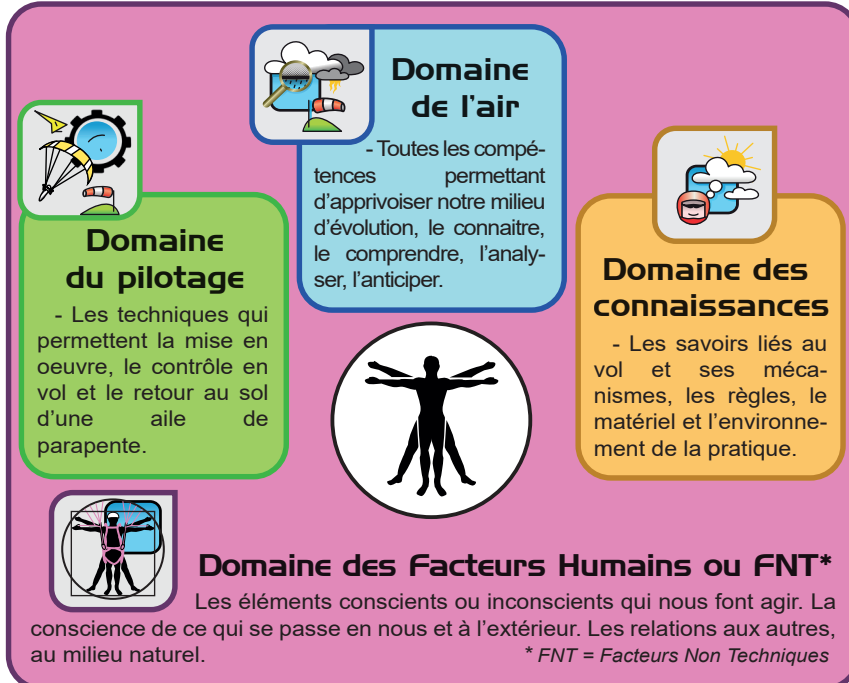 Domaine
de l'air
- Toutes les compé-
tences permettant
d'apprivoiser notre milieu
d'évolution, le connaitre,
le comprendre, l'analy-
ser, l'anticiper.
Domaine
du pilotage
- Les techniques qui
permettent la mise en
oeuvre, le contrôle en
vol et le retour au sol
d'une aile de
parapente.
Domaine des
connaissances
- Les savoirs liés au
vol et ses méca-
nismes, les règles, le
matériel et l'environne-
ment de la pratique.
Domaine des Facteurs Humains ou FNT*
Les éléments conscients ou inconscients qui nous font agir. La
conscience de ce qui se passe en nous et à l'extérieur. Les relations aux autres,
au milieu naturel.
* FNT = Facteurs Non Techniques